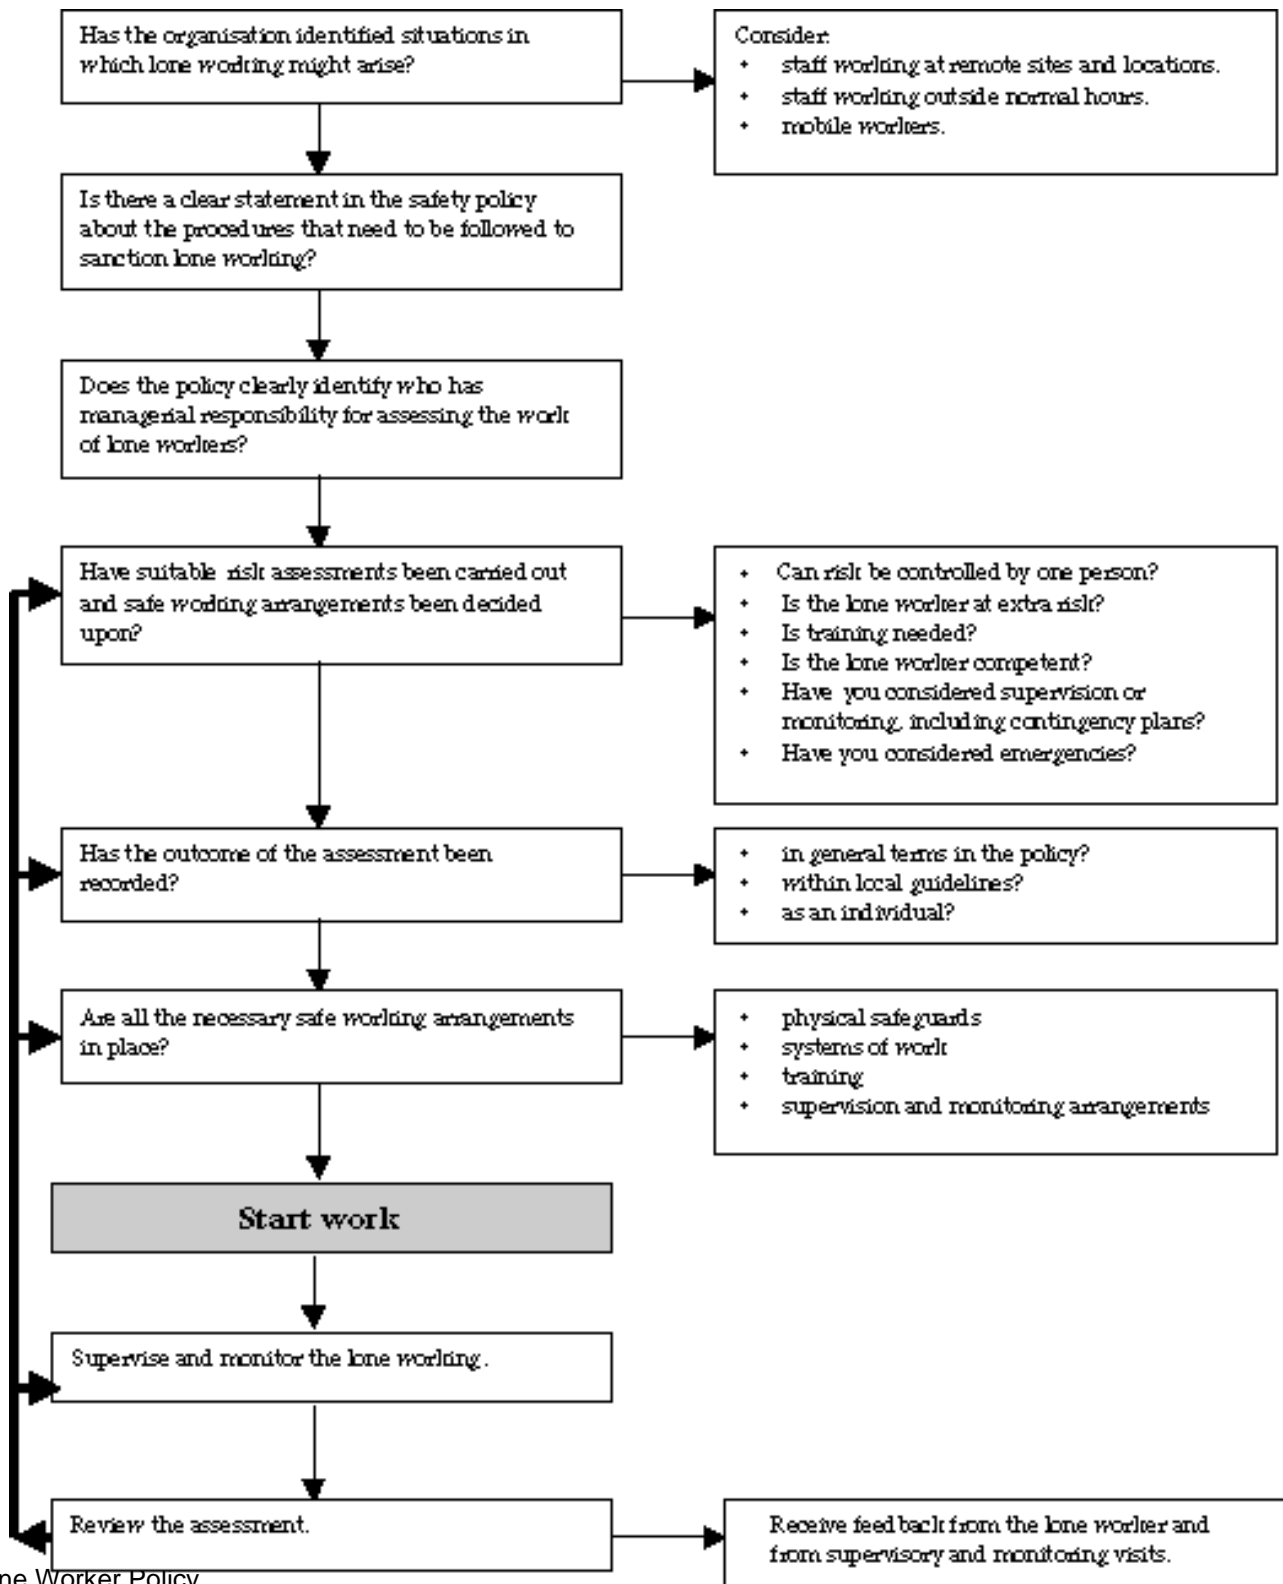 Has the organisation identified situations in
which lone working might arise?
Consider:
• staff working at remote sites and locations.
• staff working outside normal hours.
• mobile workers.
Is there a clear statement in the safety policy
about the procedures that need to be followed to
sanction lone working?
Does the policy clearly identify who has
managerial responsibility for assessing the work
of lone workers?
Have suitable risk assessments been carried out
and safe working arrangements been decided
upon?
• Can risk be controlled by one person?
• Is the lone worker at extra risk?
• Is training needed?
• Is the lone worker competent?
• Have you considered supervision or
monitoring, including contingency plans?
• Have you considered emergencies?
Has the outcome of the assessment been
recorded?
• in general terms in the policy?
• within local guidelines?
• as an individual?
Are all the necessary safe working arrangements
in place?
• physical safeguards
• systems of work
• training
• supervision and monitoring arrangements
Start work
Supervise and monitor the lone working.
Review the assessment.
Receive feedback from the lone worker and
from supervisory and monitoring visits.
ne Worker Policy